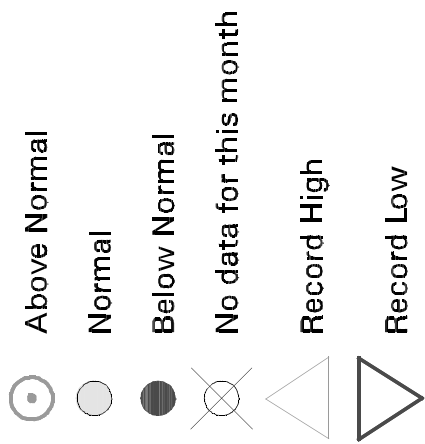 Above Normal
Normal
Below Normal
No data for this month
Record High
Record Low